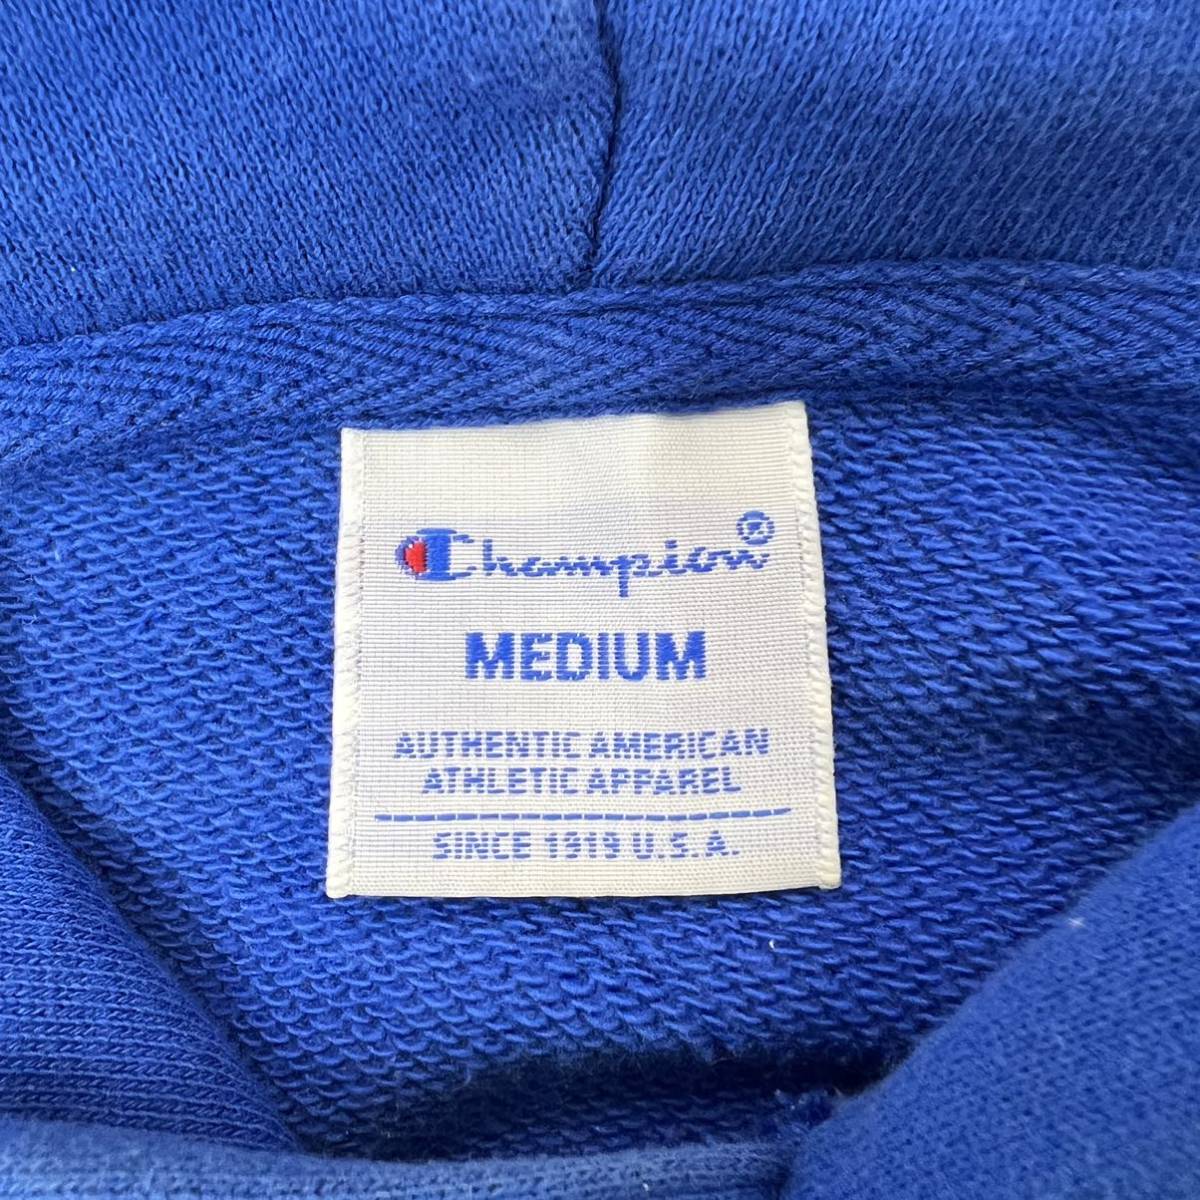 Champion®
MEDIUM
AUTHENTIC AMERICAN
ATHLETIC APPAREL
SINCE 1919 U.S.A.